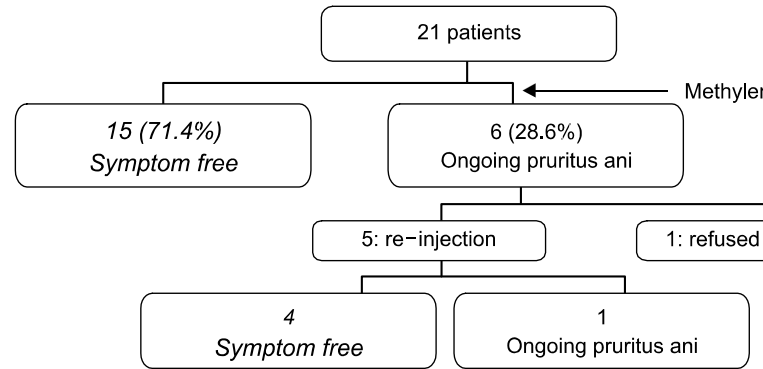 21 patients
15 (71.4%)
Symptom free
6 (28.6%)
Ongoing pruritus ani
5: re-injection
1: refused
4
Symptom free
1
Ongoing pruritus ani